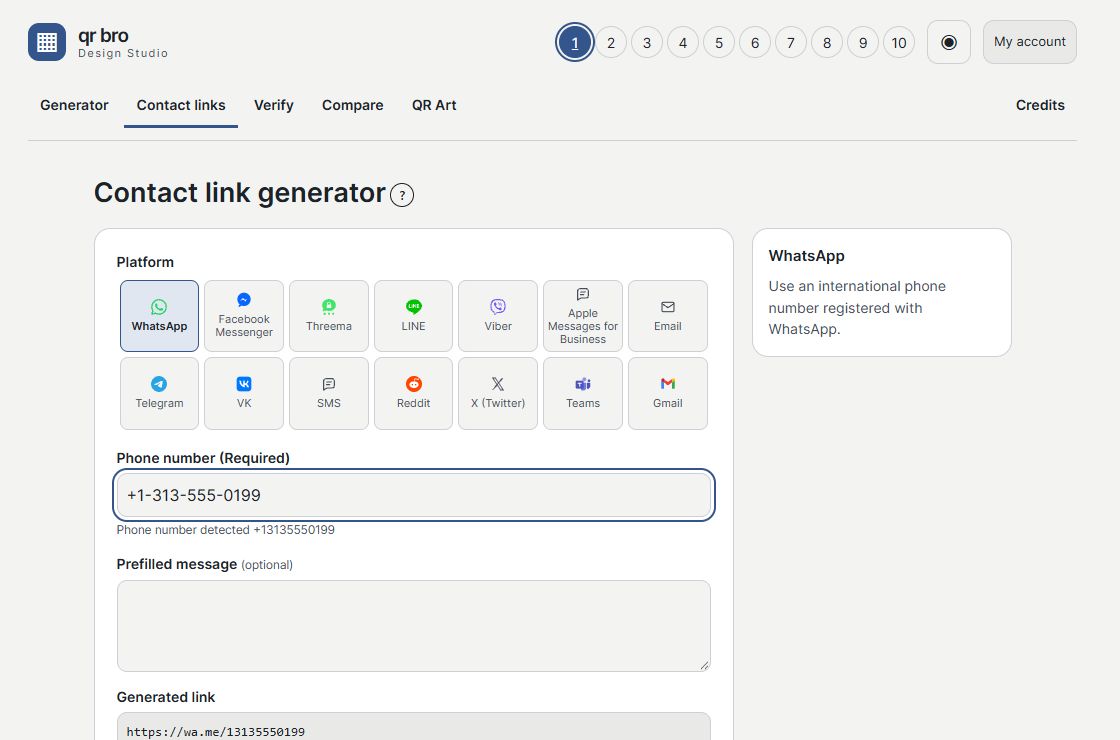 qr bro
Design Studio
1 2 3 4 5 6 7 8 9 10
My account
Generator Contact links Verify Compare QR Art Credits
Contact link generator ?
Platform
WhatsApp
Facebook
Messenger
Threema
LINE
Viber
Apple
Messages for
Business
Email
Telegram
VK
SMS
Reddit
X (Twitter)
Teams
Gmail
Phone number (Required)
+1-313-555-0199
Phone number detected +13135550199
Prefilled message (optional)
Generated link
https://wa.me/13135550199
WhatsApp
Use an international phone
number registered with
WhatsApp.